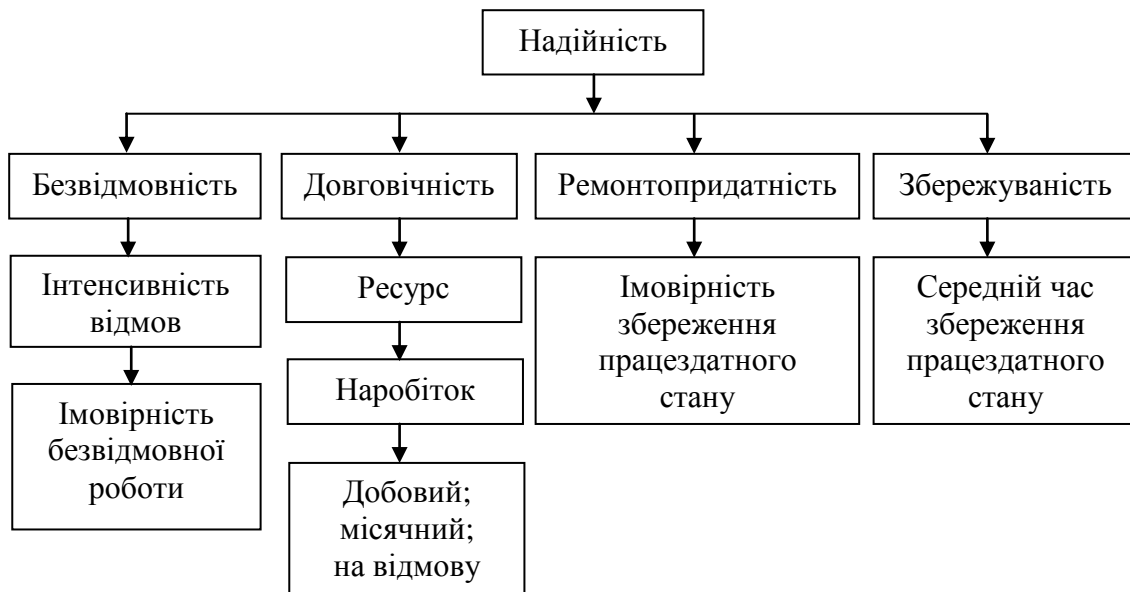 Надійність
Безвідмовність
Довговічність
Ремонтопридатність
Збережуваність
Інтенсивність
відмов
Ресурс
Імовірність
збереження
працездатного
стану
Середній час
збереження
працездатного
стану
Наробіток
Імовірність
безвідмовної
роботи
Добовий;
місячний;
на відмову